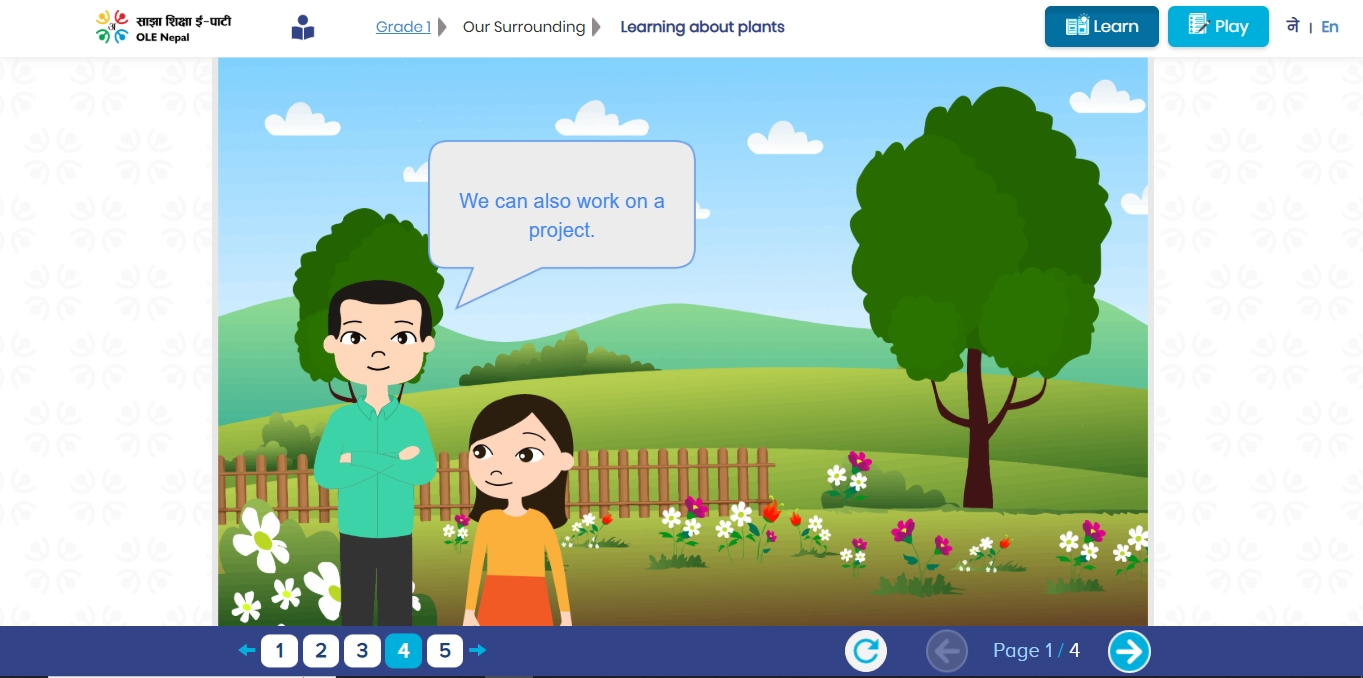 साझा शिक्षा ई-पाटी
OLE Nepal
Grade 1 Our Surrounding Learning about plants
Learn
Play
ने | En
We can also work on a
project.
1 2 3 4 5
Page 1 / 4